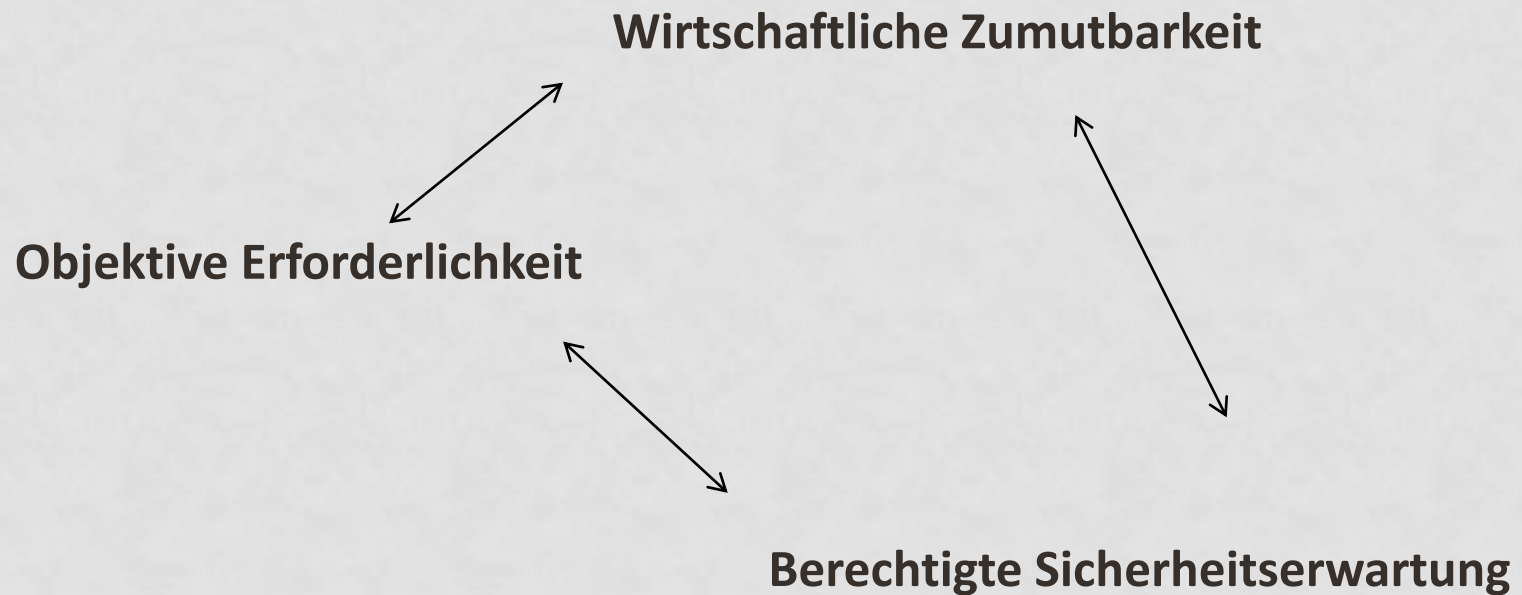 Wirtschaftliche Zumutbarkeit
Objektive Erforderlichkeit
Berechtigte Sicherheitserwartung